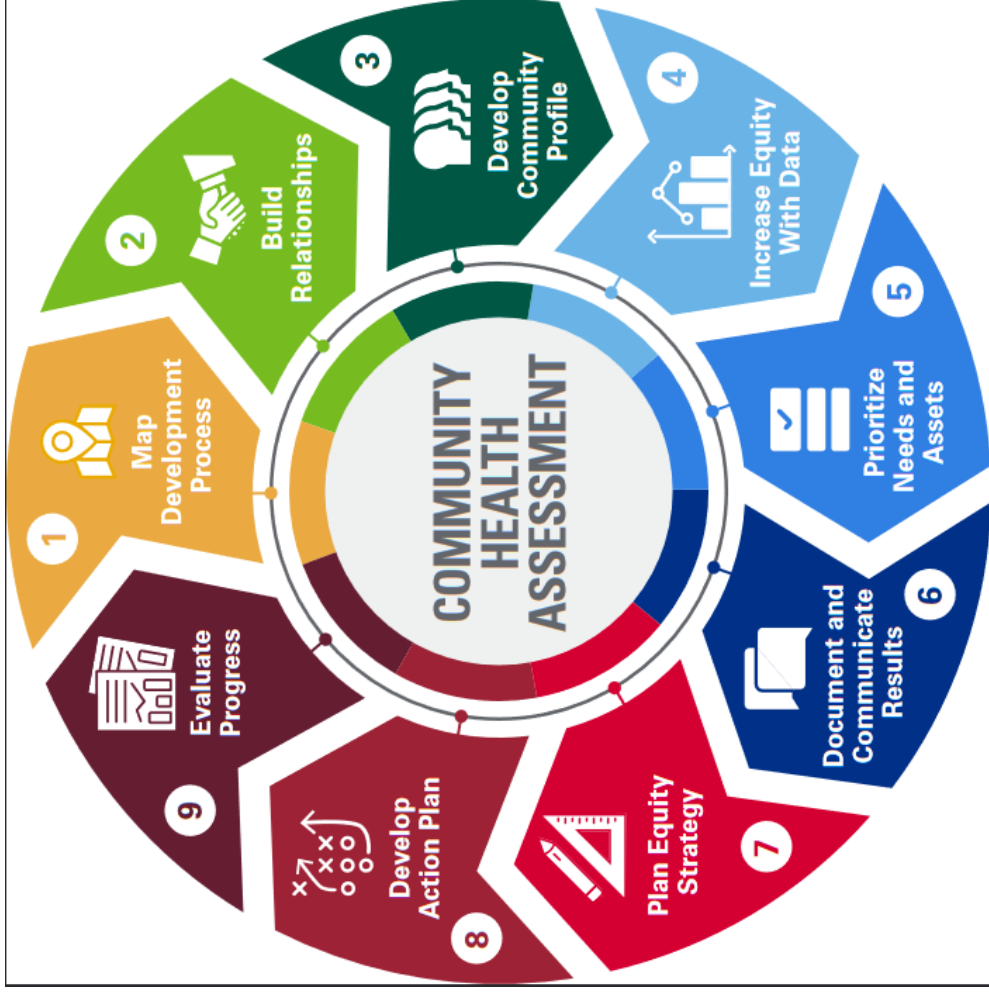 COMMUNITY
HEALTH
ASSESSMENT
1
Map
Development
Process
2
Build
Relationships
3
Develop
Community
Profile
4
Increase Equity
With Data
5
Prioritize
Needs and
Assets
6
Document and
Communicate
Results
7
Plan Equity
Strategy
8
Develop
Action Plan
9
Evaluate
Progress